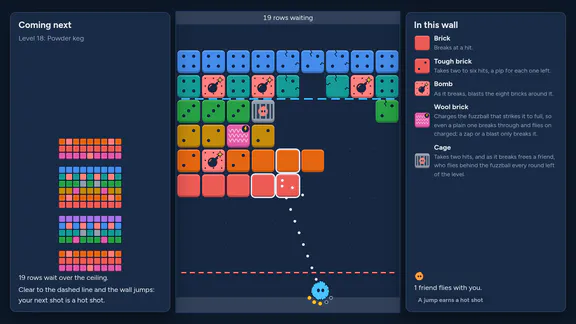 Coming next
Level 18: Powder keg
19 rows wait over the ceiling.
Clear to the dashed line and the wall jumps:
your next shot is a hot shot.
19 rows waiting
In this wall
Brick
Breaks at a hit.
Tough brick
Takes two to six hits, a pip for each one left.
Bomb
As it breaks, blasts the eight bricks around it.
Wool brick
Charges the fuzzball that strikes it to full, so
even a plain one breaks through and flies on
charged; a zap or a blast only breaks it.
Cage
Takes two hits, and as it breaks frees a friend,
who flies behind the fuzzball every round left
of the level.
1 friend flies with you.
A jump earns a hot shot